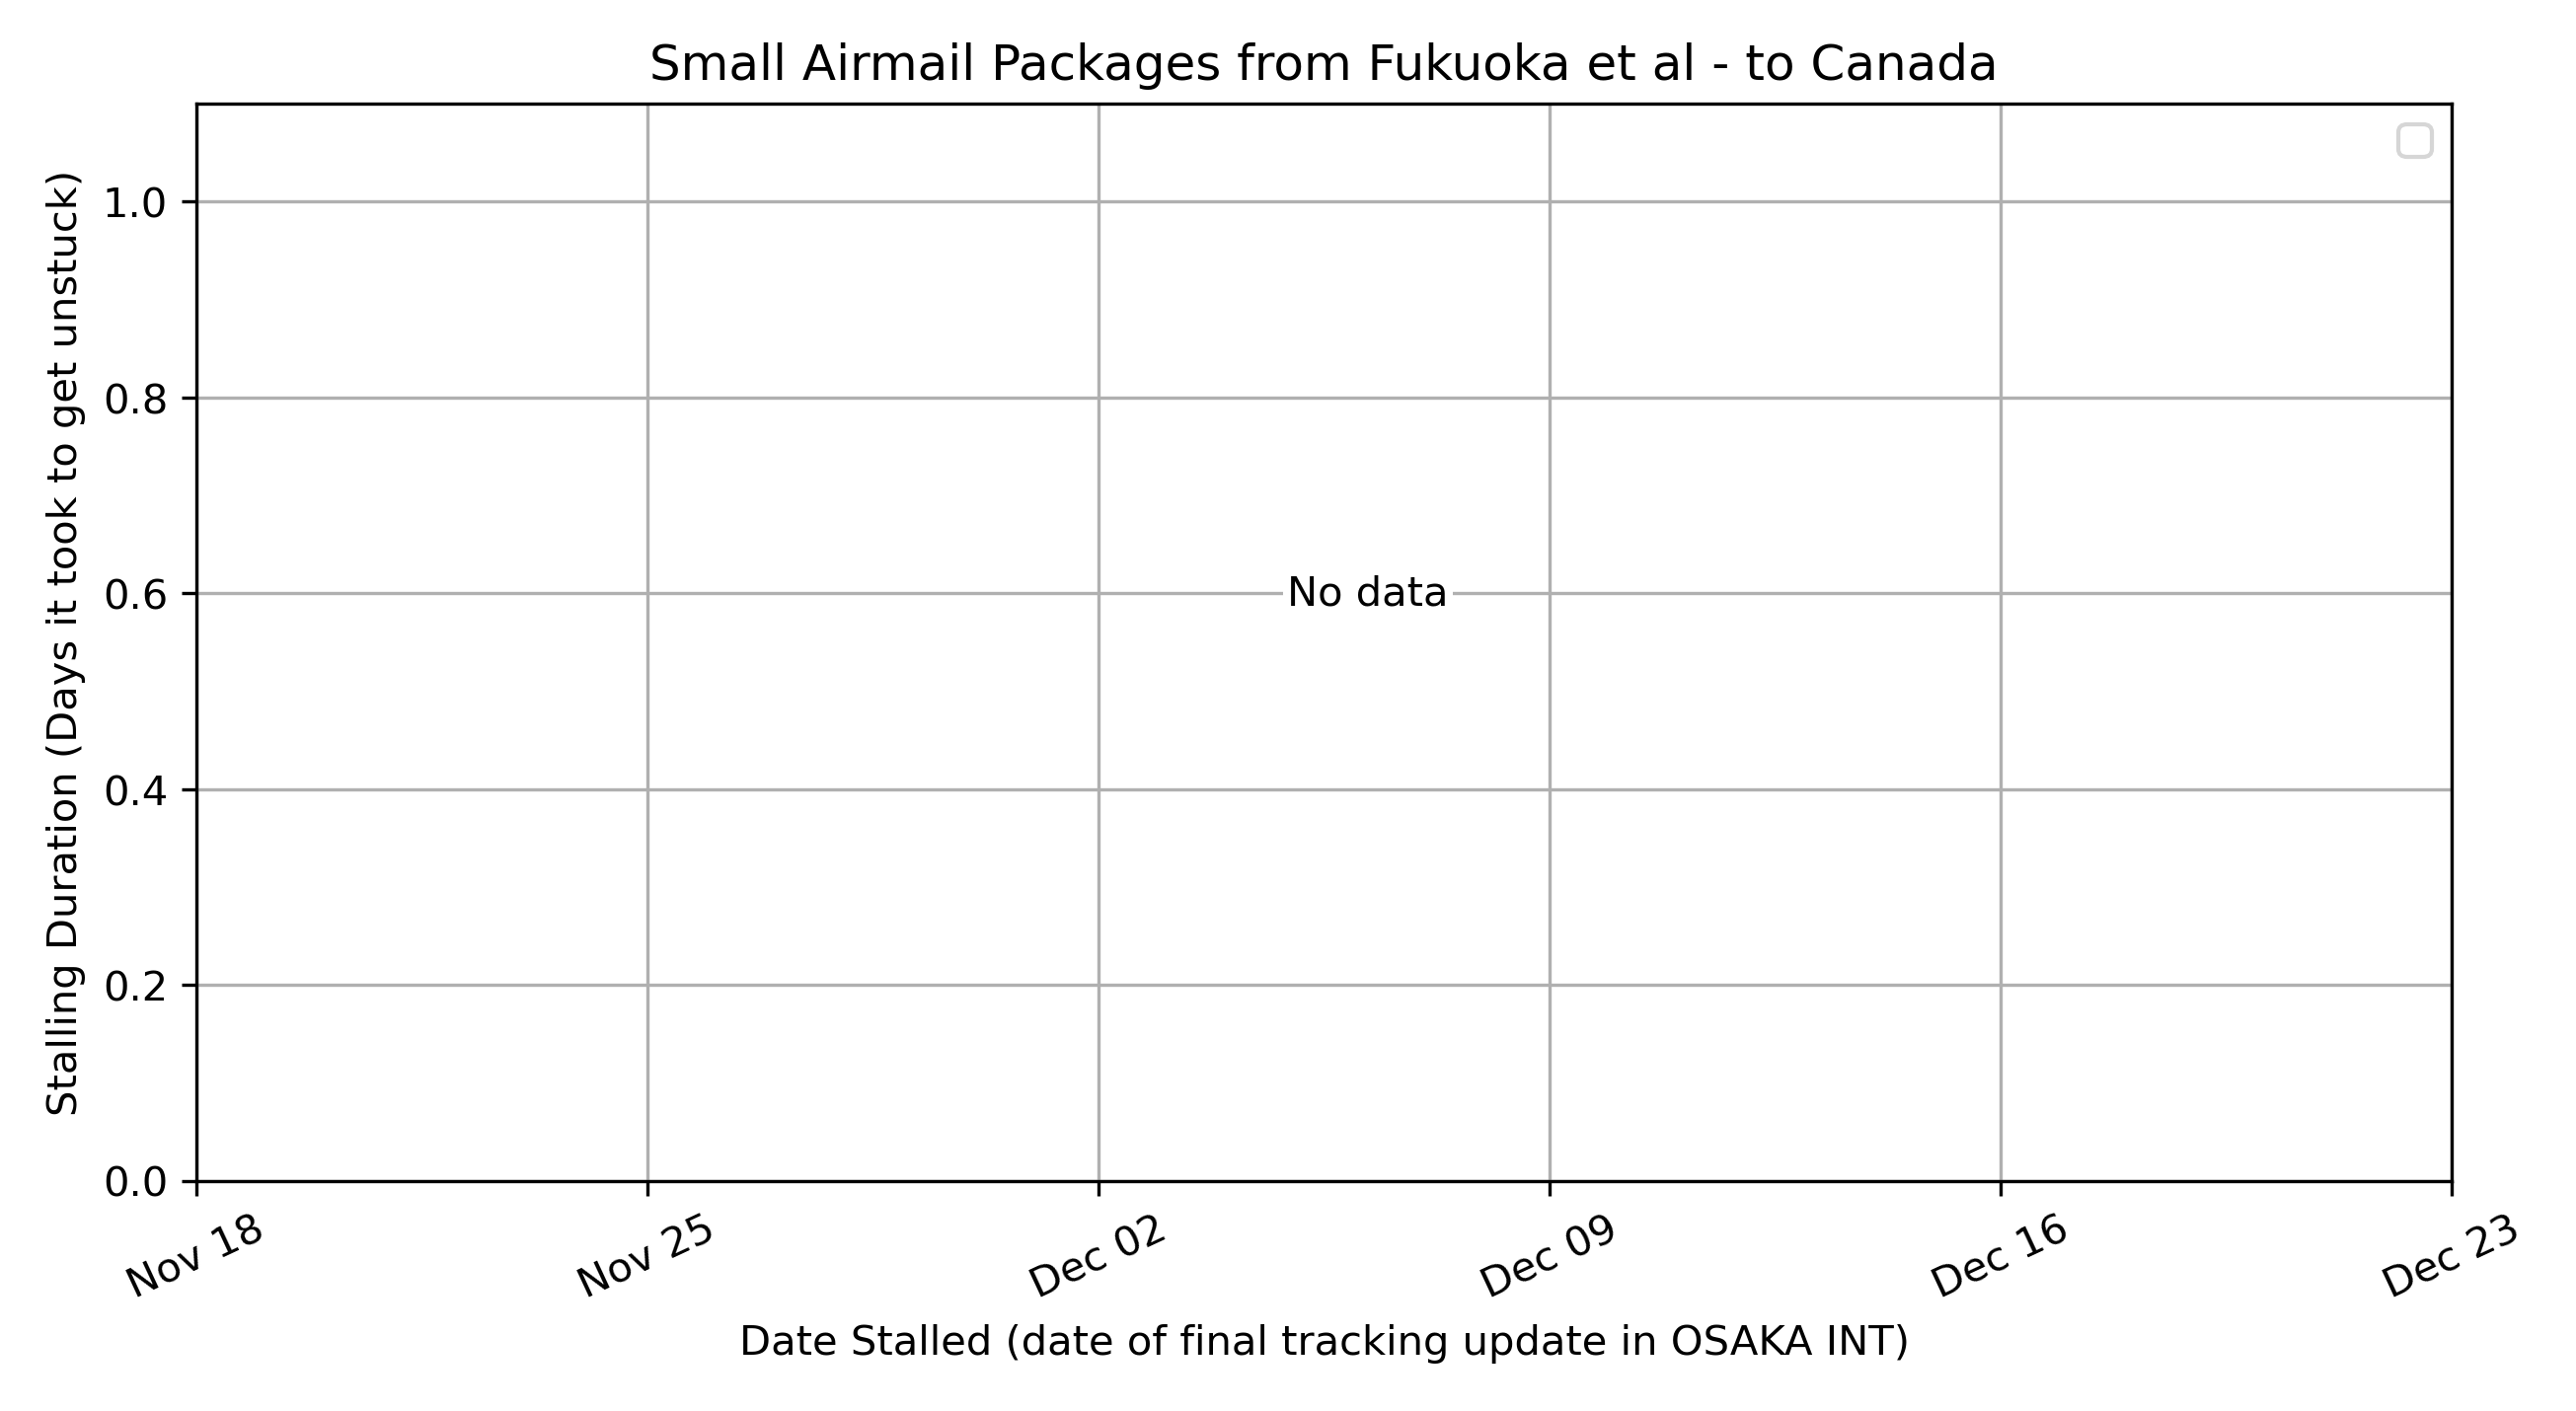 Small Airmail Packages from Fukuoka et al - to Canada
Stalling Duration (Days it took to get unstuck)
1.0
0.8
0.6
0.4
0.2
0.0
No data
Nov 18
Nov 25
Dec 02
Dec 09
Dec 16
Dec 23
Date Stalled (date of final tracking update in OSAKA INT)